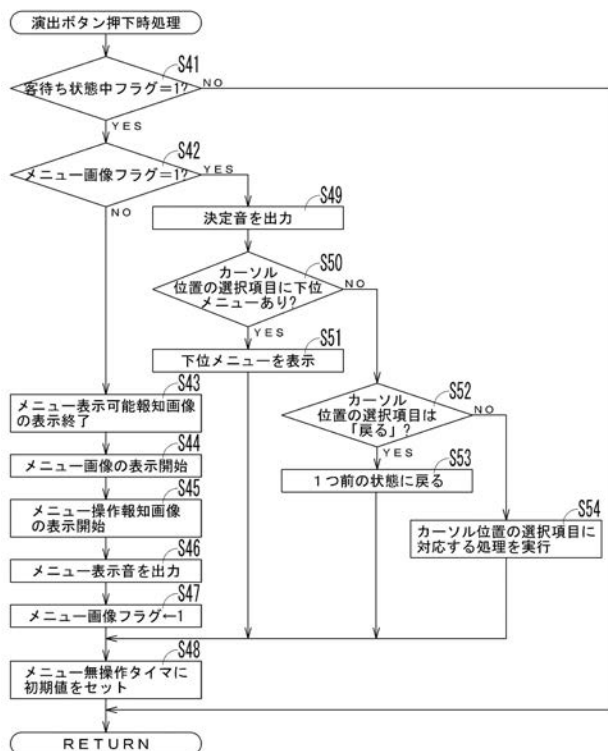 演出ボタン押下時処理
S41
客待ち状態中フラグ＝1?
NO
YES
S42
メニュー画像フラグ＝1?
YES
NO
S49
決定音を出力
S50
カーソル
位置の選択項目に下位
メニューあり?
NO
YES
S51
下位メニューを表示
S52
カーソル
位置の選択項目は
「戻る」?
NO
YES
S53
1つ前の状態に戻る
S54
カーソル位置の選択項目に
対応する処理を実行
S43
メニュー表示可能報知画像
の表示終了
S44
メニュー画像の表示開始
S45
メニュー操作報知画像
の表示開始
S46
メニュー表示音を出力
S47
メニュー画像フラグ←1
S48
メニュー無操作タイマに
初期値をセット
RETURN